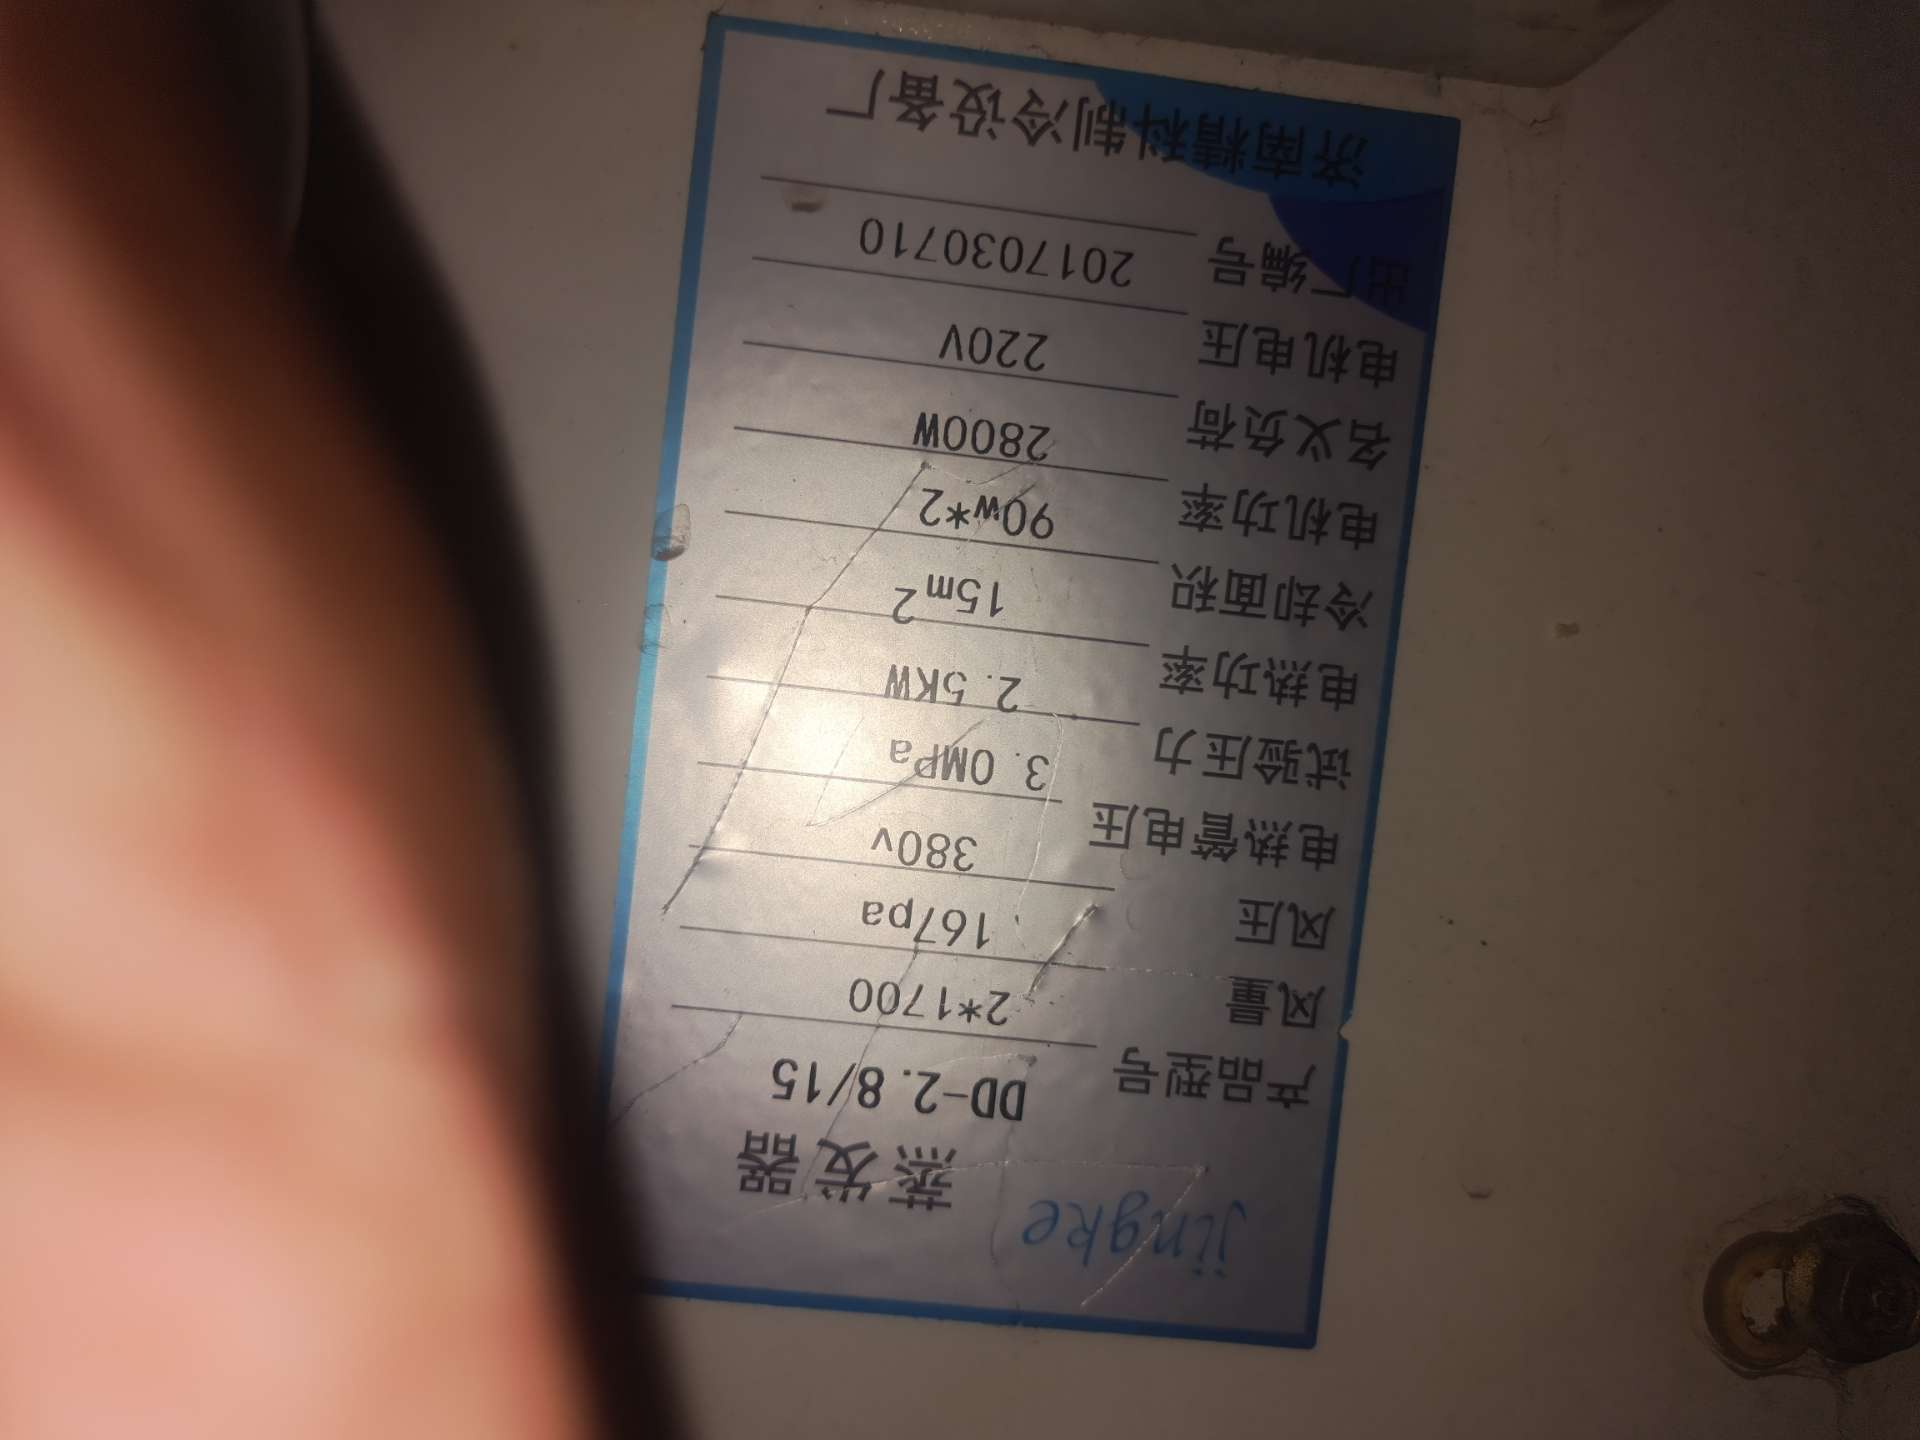 jingke 蒸发器
产品型号 DD-2.8/15
风量 2*1700
风压 167pa
电热管电压 380v
试验压力 3.0MPa
电热功率 2.5KW
冷却面积 15m²
电机功率 90w*2
名义负荷 2800W
电机电压 220V
出厂编号 2017030710
济南精科制冷设备厂